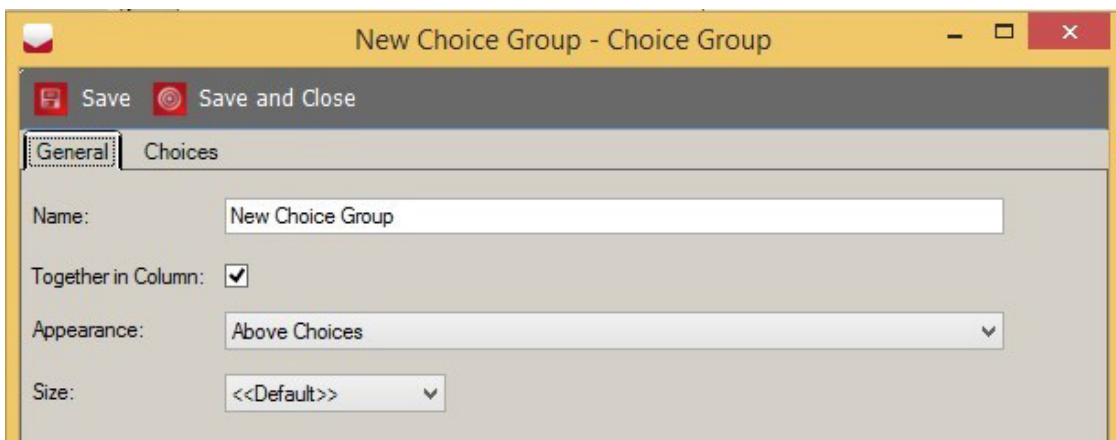 New Choice Group - Choice Group
Save Save and Close
General Choices
Name: New Choice Group
Together in Column:
Appearance: Above Choices
Size: <<Default>>